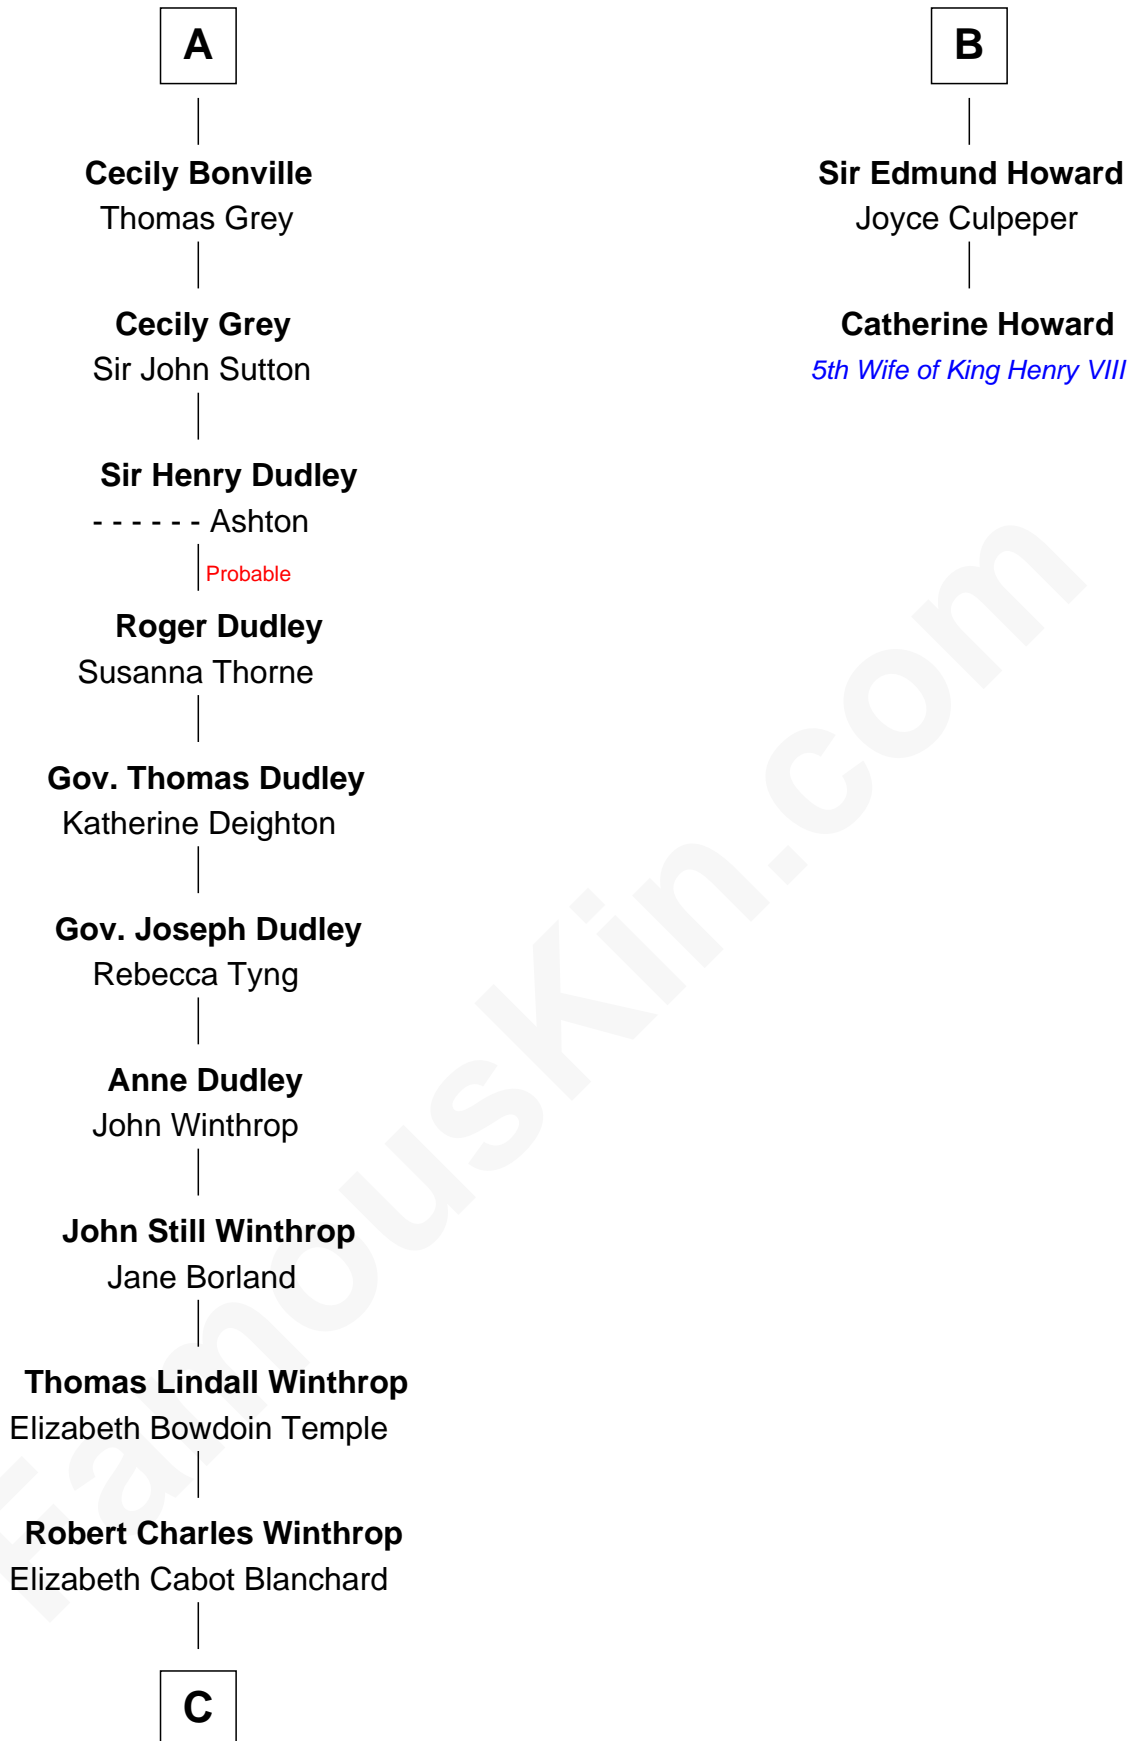 A
Cecily Bonville
Thomas Grey
Cecily Grey
Sir John Sutton
Sir Henry Dudley
- - - - - - Ashton
Probable
Roger Dudley
Susanna Thorne
Gov. Thomas Dudley
Katherine Deighton
Gov. Joseph Dudley
Rebecca Tyng
Anne Dudley
John Winthrop
John Still Winthrop
Jane Borland
Thomas Lindall Winthrop
Elizabeth Bowdoin Temple
Robert Charles Winthrop
Elizabeth Cabot Blanchard
C
B
Sir Edmund Howard
Joyce Culpeper
Catherine Howard
5th Wife of King Henry VIII
FamousKin.com